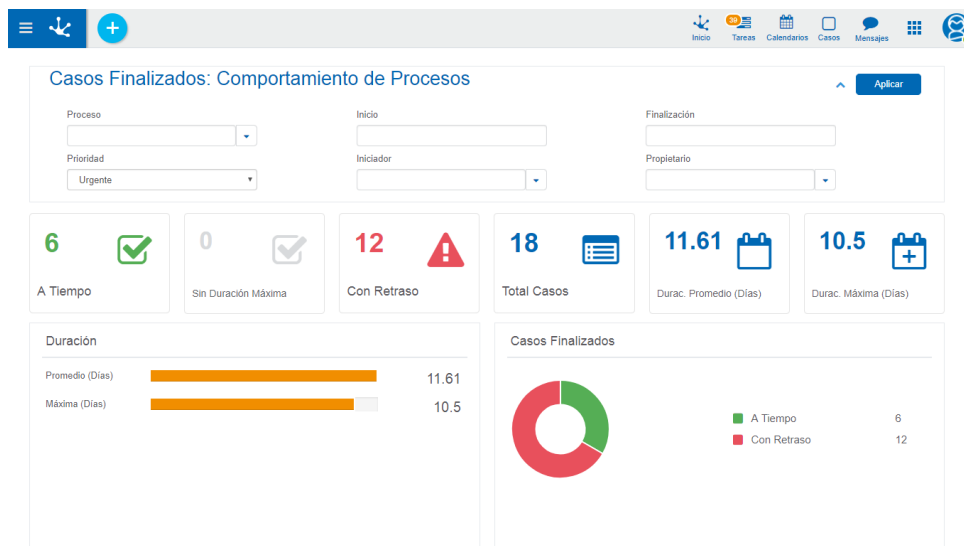 39
Inicio
Tareas
Calendarios
Casos
Mensajes
Casos Finalizados: Comportamiento de Procesos
Aplicar
Proceso
Inicio
Finalización
Prioridad
Iniciador
Propietario
Urgente
6
A Tiempo
0
Sin Duración Máxima
12
Con Retraso
18
Total Casos
11.61
Durac. Promedio (Días)
10.5
Durac. Máxima (Días)
Duración
Promedio (Días) 11.61
Máxima (Días) 10.5
Casos Finalizados
A Tiempo 6
Con Retraso 12